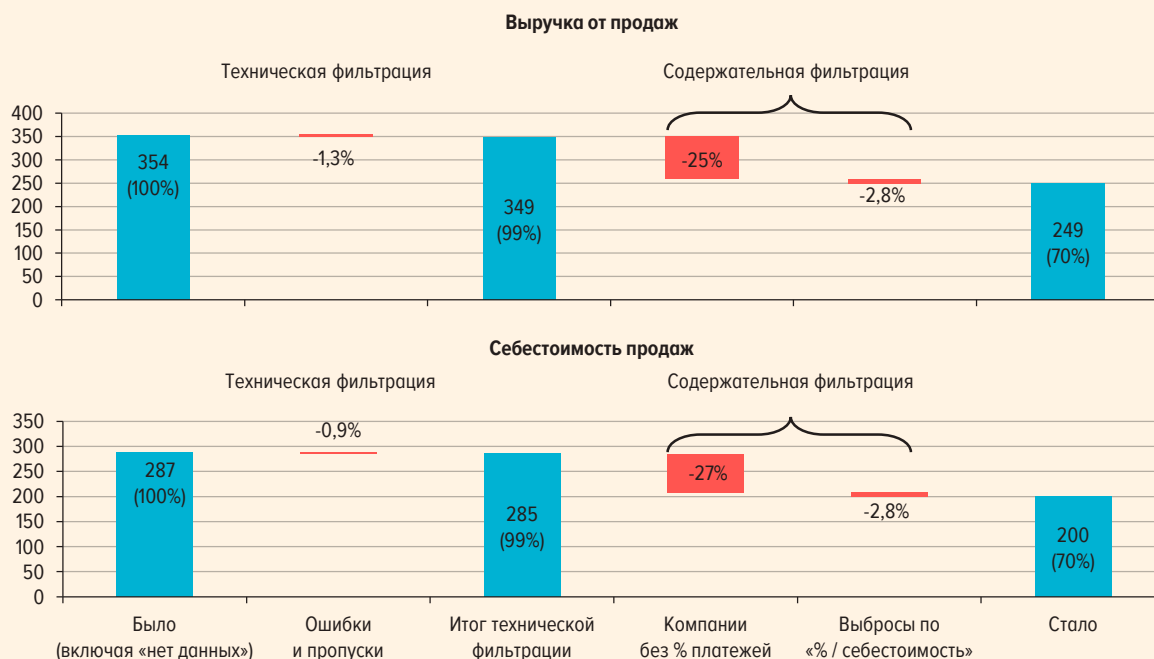 Выручка от продаж
Техническая фильтрация
Содержательная фильтрация
400
350
300
250
200
150
100
50
0
354
(100%)
-1,3%
349
(99%)
-25%
-2,8%
249
(70%)
Себестоимость продаж
Техническая фильтрация
Содержательная фильтрация
350
300
250
200
150
100
50
0
287
(100%)
-0,9%
285
(99%)
-27%
-2,8%
200
(70%)
Было
(включая «нет данных»)
Ошибки
и пропуски
Итог технической
фильтрации
Компании
без % платежей
Выбросы по
«% / себестоимость»
Стало